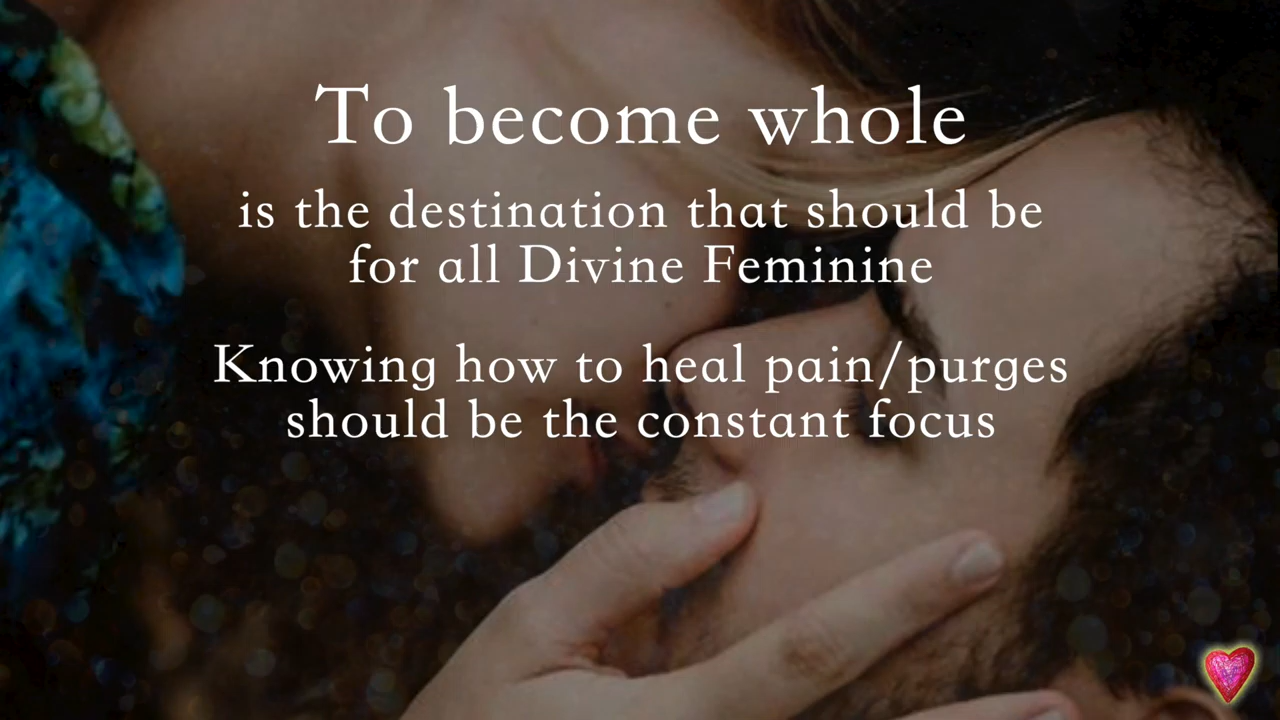 To become whole
is the destination that should be
for all Divine Feminine
Knowing how to heal pain/purges
should be the constant focus